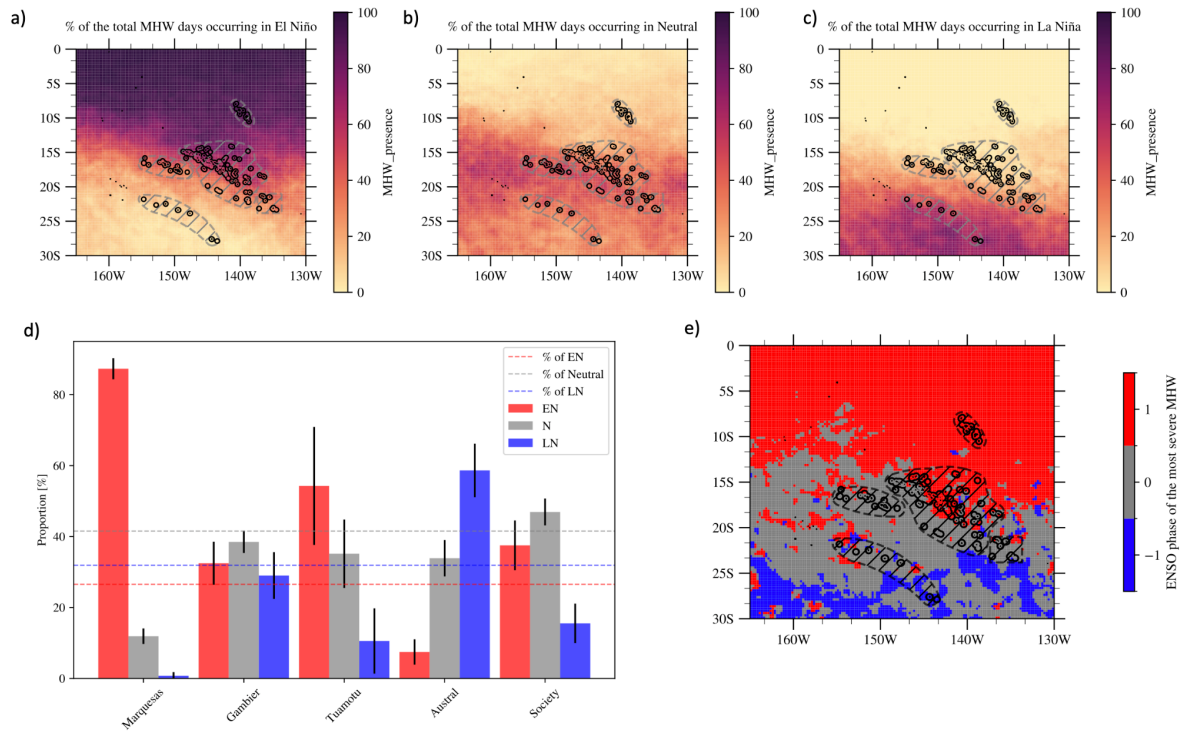 a)
% of the total MHW days occurring in El Niño
0
5S
10S
15S
20S
25S
30S
160W
150W
140W
130W
100
80
60
40
20
0
MHW_presence
b)
% of the total MHW days occurring in Neutral
0
5S
10S
15S
20S
25S
30S
160W
150W
140W
130W
100
80
60
40
20
0
MHW_presence
c)
% of the total MHW days occurring in La Niña
0
5S
10S
15S
20S
25S
30S
160W
150W
140W
130W
100
80
60
40
20
0
MHW_presence
d)
Proportion [%]
80
60
40
20
0
% of EN
% of Neutral
% of LN
EN
N
LN
Marquesas
Gambier
Tuamotu
Austral
Society
e)
0
5S
10S
15S
20S
25S
30S
160W
150W
140W
130W
1
0
−1
ENSO phase of the most severe MHW